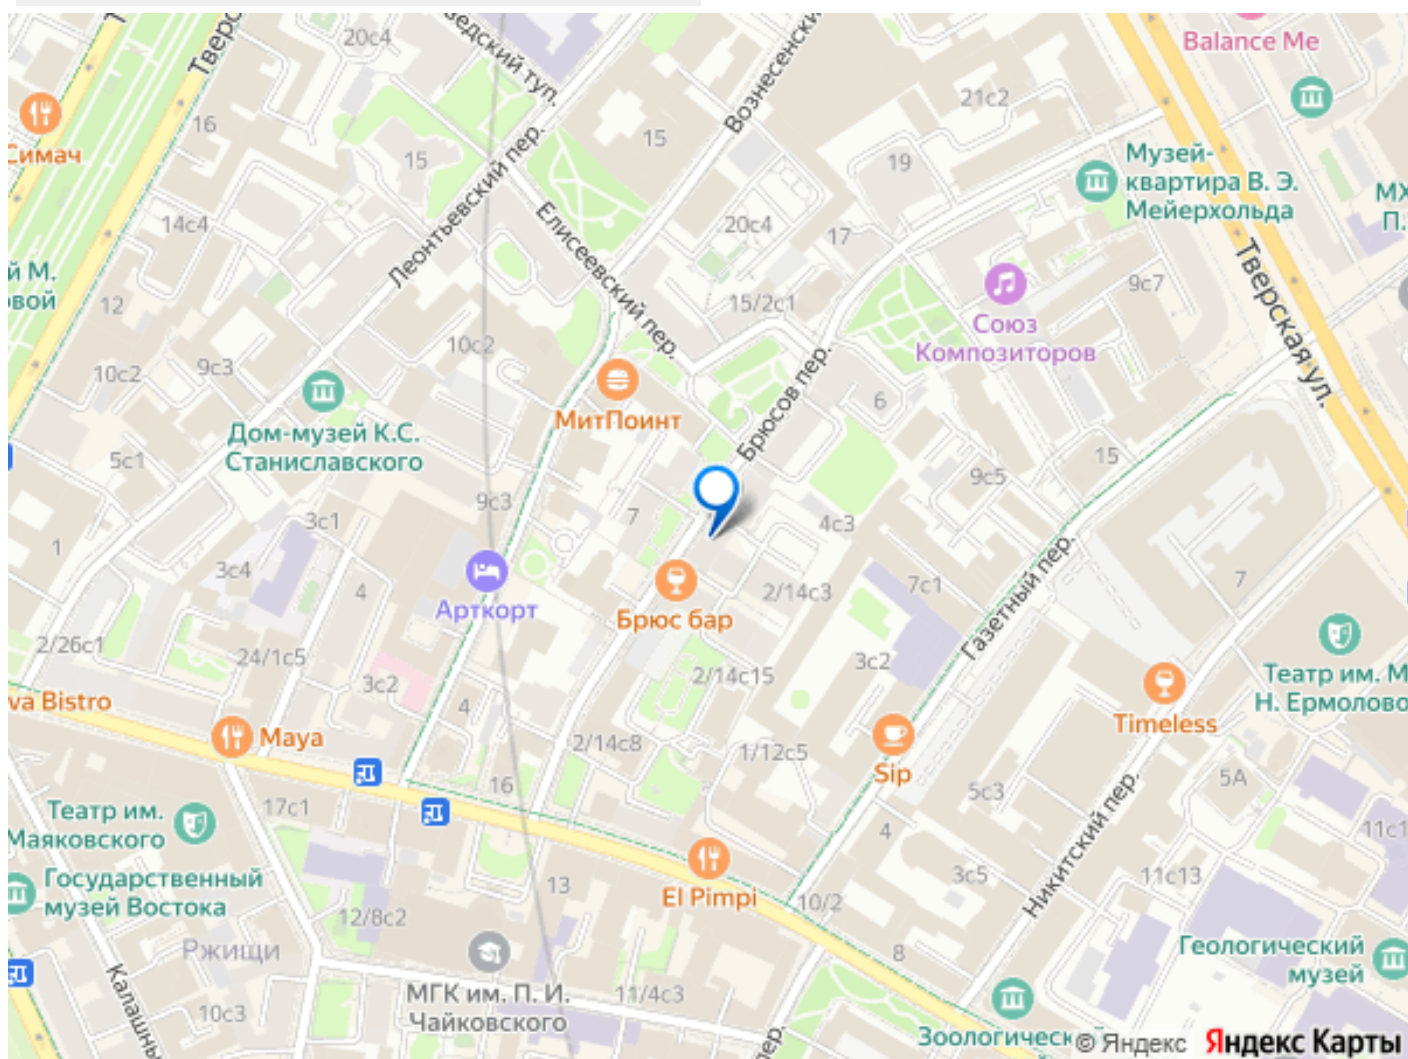 Balance Me
20с4
Тверс
Вознесенски
21с2
Симач
16
15
Леонтьевский пер.
15
19
Музей-
квартира В. Э.
Мейерхольда
14с4
Елисеевский пер.
20с4
17
9с7
Тверская ул.
й М.
вой
12
15/2с1
Союз
Композиторов
10с2
9с3
10с2
МитПоинт
Брюсов пер.
6
Дом-музей К.С.
Станиславского
5с1
9с3
3с1
7
4с3
9с5
15
1
3с4
4
Арткорт
Брюс бар
2/14с3
7с1
Газетный пер.
7
2/26с1
24/1с5
3с2
4
2/14с15
3с2
Театр им. М
Н. Ермолово
va Bistro
Maya
2/14с8
1/12с5
Sip
Timeless
16
5с3
5А
Никитский пер.
Театр им.
Маяковского
17с1
4
11с1
Государственный
музей Востока
13
El Pimpi
10/2
3с5
11с13
12/8с2
Ржищи
8
Геологический
музей
Калашны
МГК им. П. И.
Чайковского
11/4с3
10с3
пер.
Зоологическ
© Яндекс Яндекс Карты